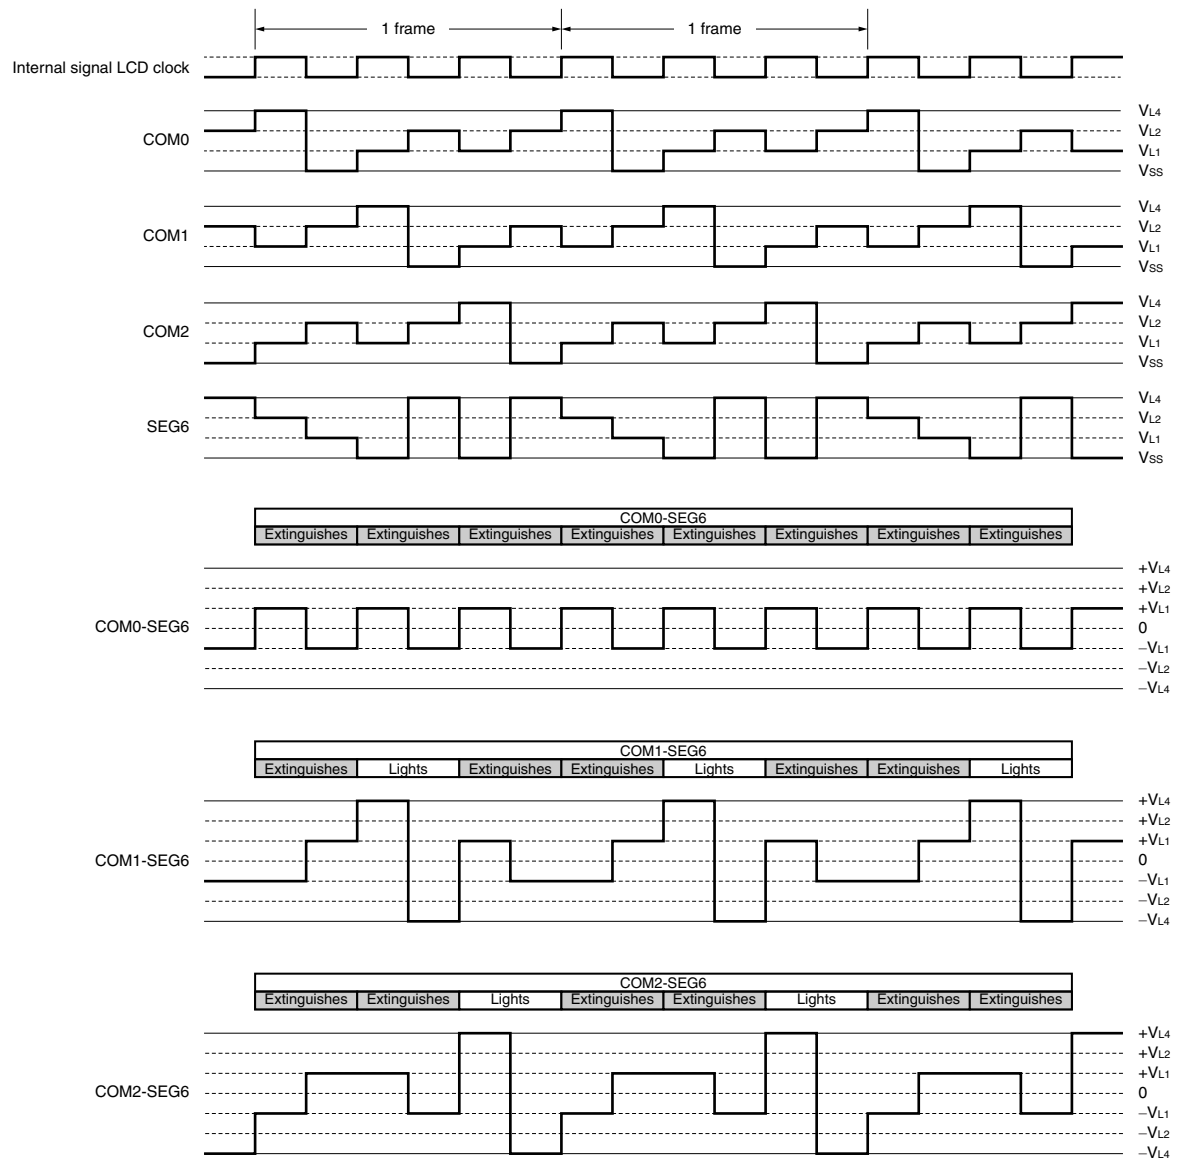 1 frame 1 frame
Internal signal LCD clock
VL4
COM0 VL2
VL1
VSS
VL4
COM1 VL2
VL1
VSS
VL4
COM2 VL2
VL1
VSS
VL4
SEG6 VL2
VL1
VSS
COM0-SEG6
Extinguishes Extinguishes Extinguishes Extinguishes Extinguishes Extinguishes Extinguishes Extinguishes
+VL4
+VL2
+VL1
COM0-SEG6 0
−VL1
−VL2
−VL4
COM1-SEG6
Extinguishes Lights Extinguishes Extinguishes Lights Extinguishes Extinguishes Lights
+VL4
+VL2
+VL1
COM1-SEG6 0
−VL1
−VL2
−VL4
COM2-SEG6
Extinguishes Extinguishes Lights Extinguishes Extinguishes Lights Extinguishes Extinguishes
+VL4
+VL2
+VL1
COM2-SEG6 0
−VL1
−VL2
−VL4